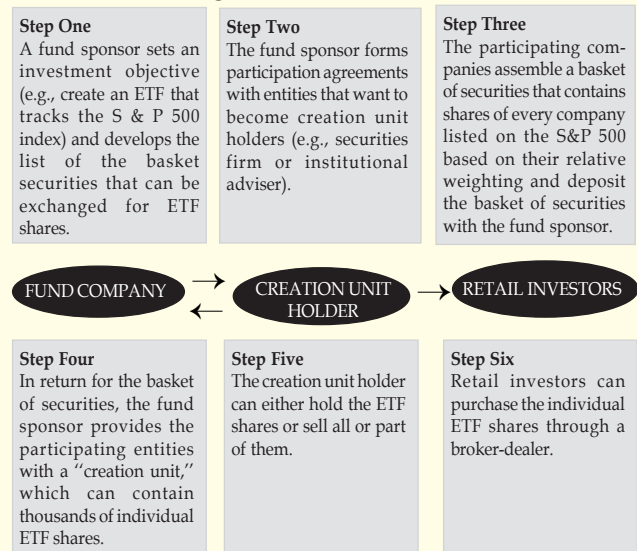 Step One
A fund sponsor sets an
investment objective
(e.g., create an ETF that
tracks the S & P 500
index) and develops the
list of the basket
securities that can be
exchanged for ETF
shares.
Step Two
The fund sponsor forms
participation agreements
with entities that want to
become creation unit
holders (e.g., securities
firm or institutional
adviser).
Step Three
The participating com-
panies assemble a basket
of securities that contains
shares of every company
listed on the S&P 500
based on their relative
weighting and deposit
the basket of securities
with the fund sponsor.
FUND COMPANY
CREATION UNIT
HOLDER
RETAIL INVESTORS
Step Four
In return for the basket
of securities, the fund
sponsor provides the
participating entities
with a ‘‘creation unit,’’
which can contain
thousands of individual
ETF shares.
Step Five
The creation unit holder
can either hold the ETF
shares or sell all or part
of them.
Step Six
Retail investors can
purchase the individual
ETF shares through a
broker-dealer.